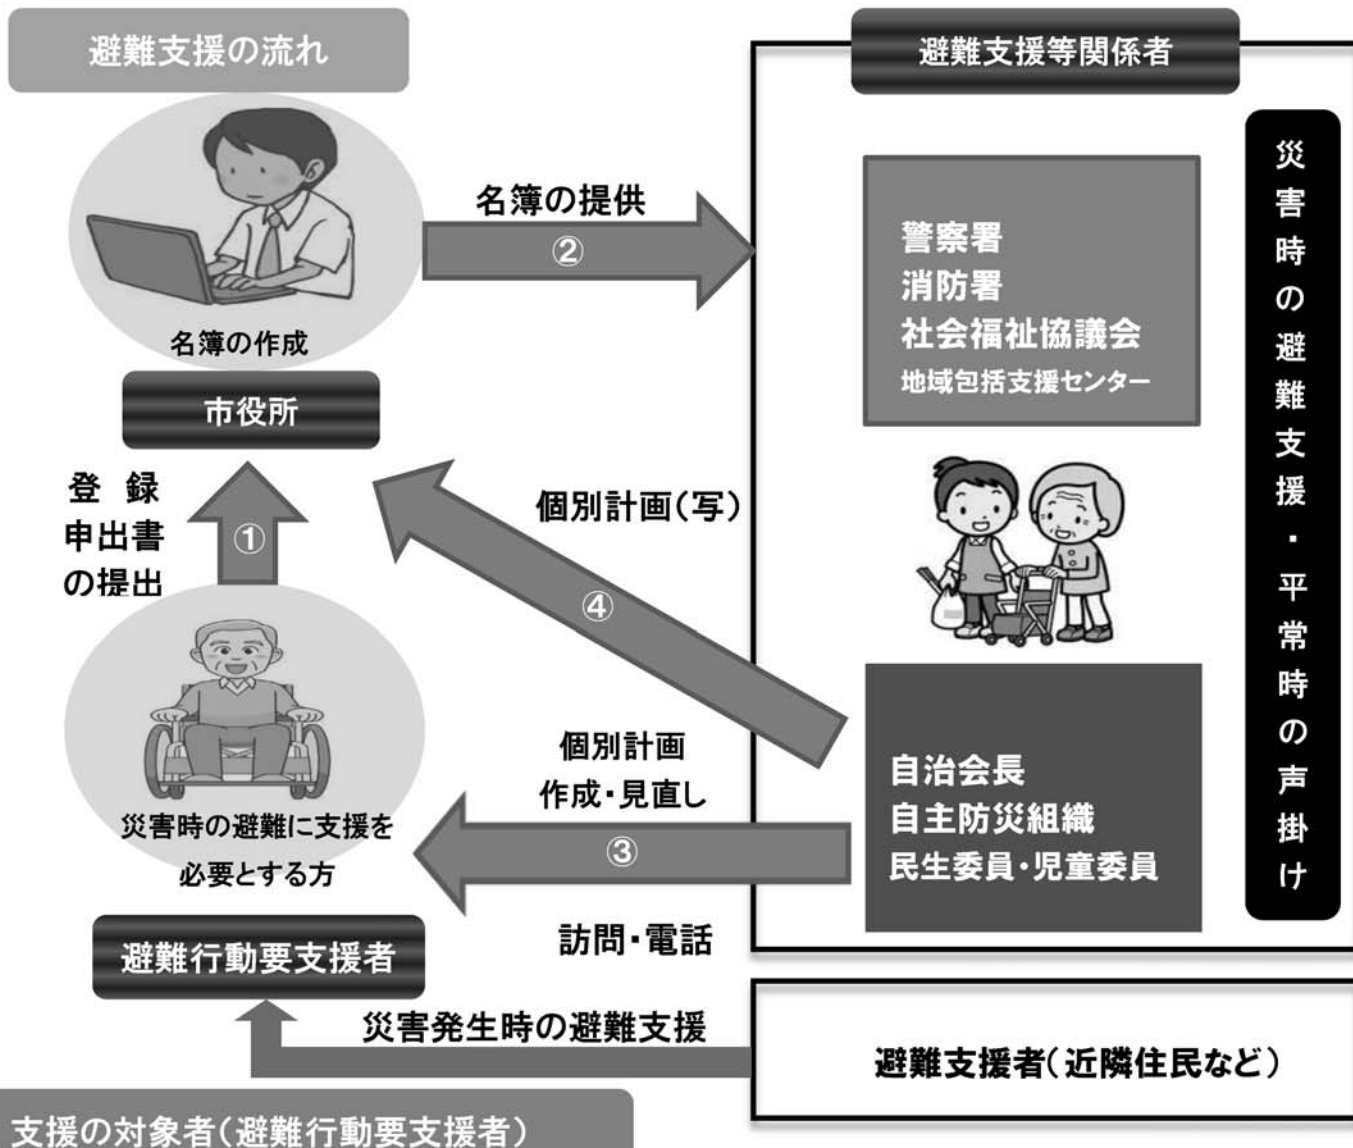 避難支援の流れ
名簿の作成
市役所
名簿の提供
②
登 録
申出書
の提出
①
個別計画(写)
④
災害時の避難に支援を
必要とする方
避難行動要支援者
個別計画
作成・見直し
③
訪問・電話
避難支援等関係者
警察署
消防署
社会福祉協議会
地域包括支援センター
自治会長
自主防災組織
民生委員・児童委員
災害時の避難支援・平常時の声掛け
災害発生時の避難支援
避難支援者(近隣住民など)
支援の対象者(避難行動要支援者)